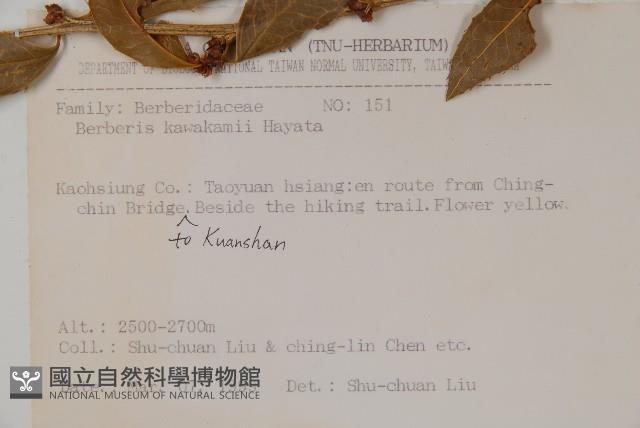 (TNU-HERBARIUM)
DEPARTMENT OF BIOLOGY, NATIONAL TAIWAN NORMAL UNIVERSITY,
Family: Berberidaceae NO: 151
Berberis kawakamii Hayata
Kaohsiung Co.: Taoyuan hsiang:en route from Ching-
chin Bridge.Beside the hiking trail.Flower yellow.
^ to Kuanshan
Alt.: 2500-2700m
Coll.: Shu-chuan Liu & ching-lin Chen etc.
Det.: Shu-chuan Liu
國立自然科學博物館
NATIONAL MUSEUM OF NATURAL SCIENCE